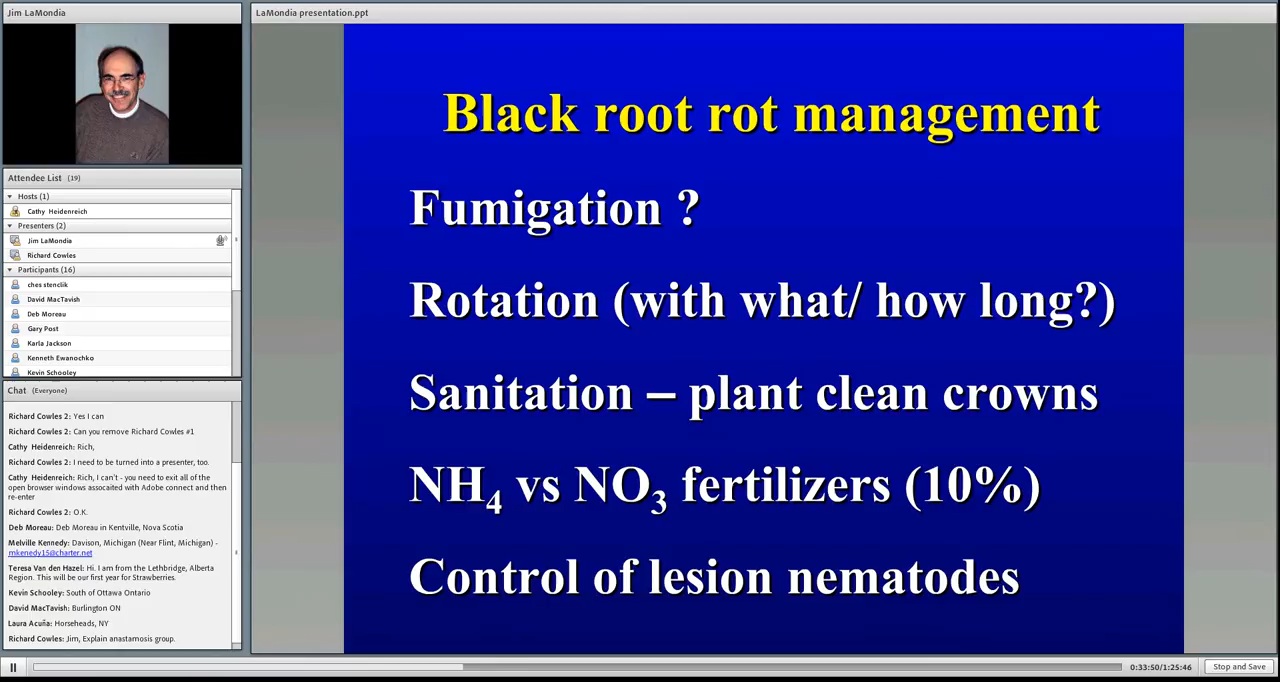 Jim LaMondia
Attendee List (19)
Hosts (1)
Cathy Heidenreich
Presenters (2)
Jim LaMondia
Richard Cowles
Participants (16)
ches stenclik
David MacTavish
Deb Moreau
Gary Post
Karla Jackson
Kenneth Ewanochko
Kevin Schooley
Chat (Everyone)
Richard Cowles 2: Yes I can
Richard Cowles 2: Can you remove Richard Cowles #1
Cathy Heidenreich: Rich,
Richard Cowles 2: I need to be turned into a presenter, too.
Cathy Heidenreich: Rich, I can't - you need to exit all of the
open browser windows assocaited with Adobe connect and then
re-enter
Richard Cowles 2: O.K.
Deb Moreau: Deb Moreau in Kentville, Nova Scotia
Melville Kennedy: Davison, Michigan (Near Flint, Michigan) -
mkenedy15@charter.net
Teresa Van den Hazel: Hi. I am from the Lethbridge, Alberta
Region. This will be our first year for Strawberries.
Kevin Schooley: South of Ottawa Ontario
David MacTavish: Burlington ON
Laura Acuña: Horseheads, NY
Richard Cowles: Jim, Explain anastamosis group.
LaMondia presentation.ppt
Black root rot management
Fumigation ?
Rotation (with what/ how long?)
Sanitation – plant clean crowns
NH4 vs NO3 fertilizers (10%)
Control of lesion nematodes
0:33:50/1:25:46
Stop and Save